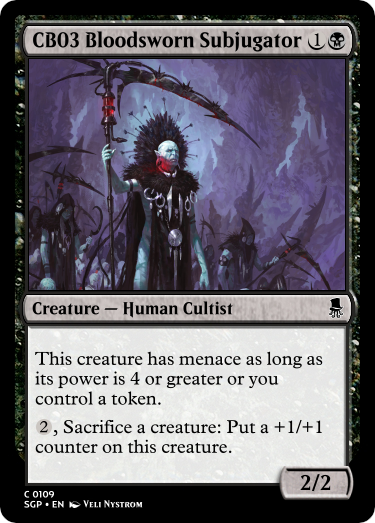 CB03 Bloodsworn Subjugator 1
Creature — Human Cultist
This creature has menace as long as
its power is 4 or greater or you
control a token.
2, Sacrifice a creature: Put a +1/+1
counter on this creature.
2/2
C 0109
SGP • EN Veli Nystrom